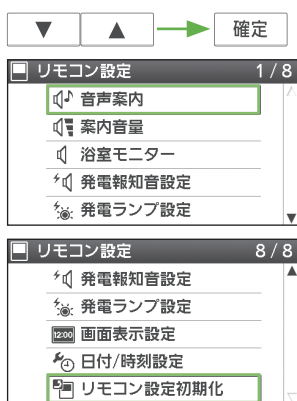 ▼ ▲ 確定
リモコン設定 1/8
音声案内
案内音量
浴室モニター
発電報知音設定
発電ランプ設定
リモコン設定 8/8
発電報知音設定
発電ランプ設定
12:00 画面表示設定
日付/時刻設定
リモコン設定初期化